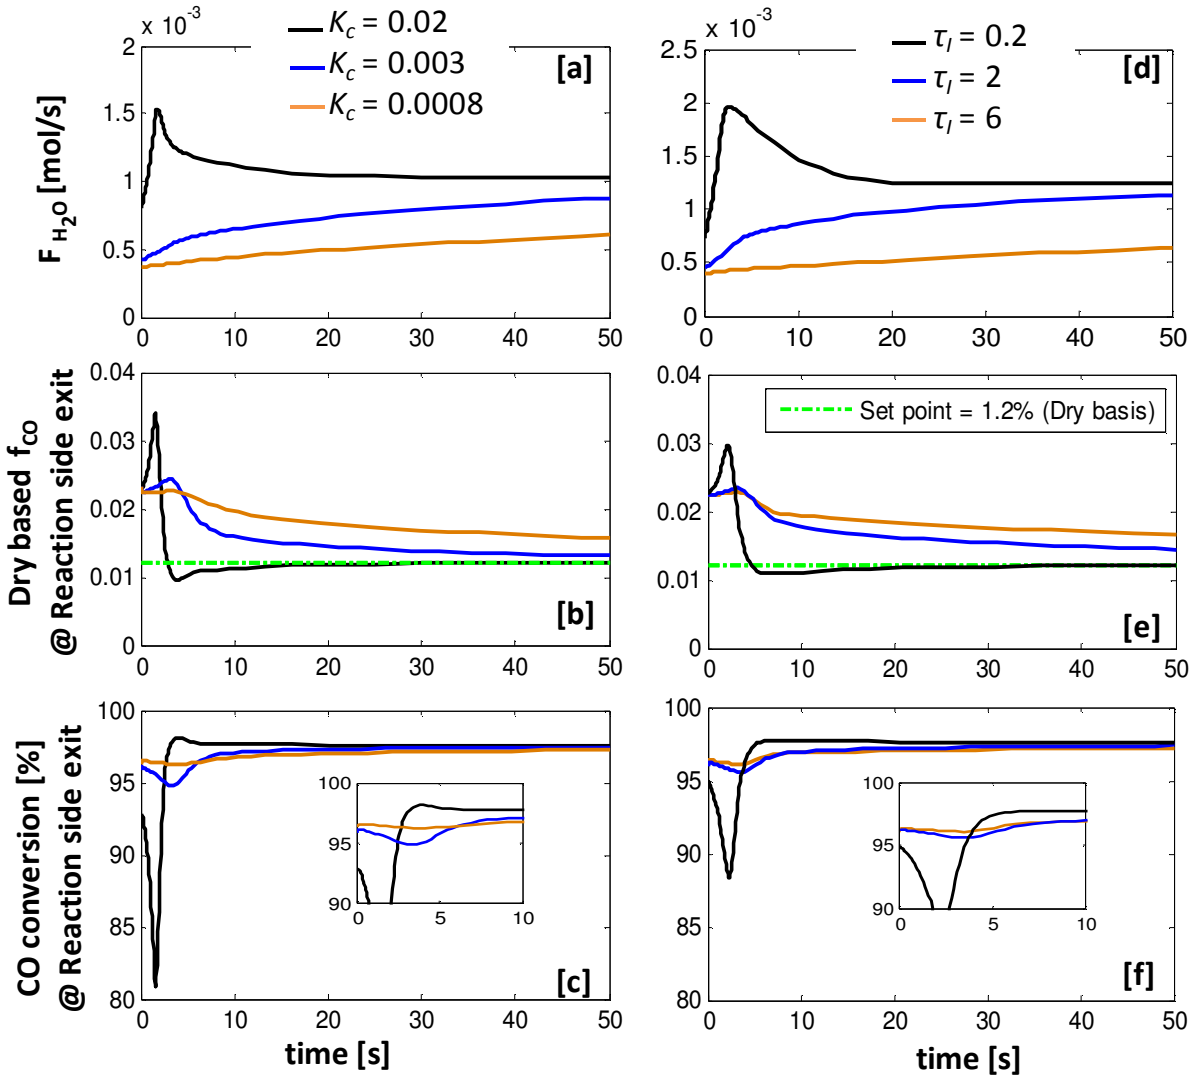 x 10⁻³
K_c = 0.02
K_c = 0.003
K_c = 0.0008
[a]
2
1.5
1
0.5
0
F H₂O [mol/s]
0 10 20 30 40 50
x 10⁻³
τ_I = 0.2
τ_I = 2
τ_I = 6
[d]
2.5
2
1.5
1
0.5
0
0 10 20 30 40 50
0.04
0.03
0.02
0.01
0
Dry based f_CO
@ Reaction side exit
[b]
0 10 20 30 40 50
0.04
0.03
0.02
0.01
0
Set point = 1.2% (Dry basis)
[e]
0 10 20 30 40 50
100
95
90
85
80
CO conversion [%]
@ Reaction side exit
100
95
90
0 5 10
[c]
0 10 20 30 40 50
time [s]
100
95
90
85
80
100
95
90
0 5 10
[f]
0 10 20 30 40 50
time [s]